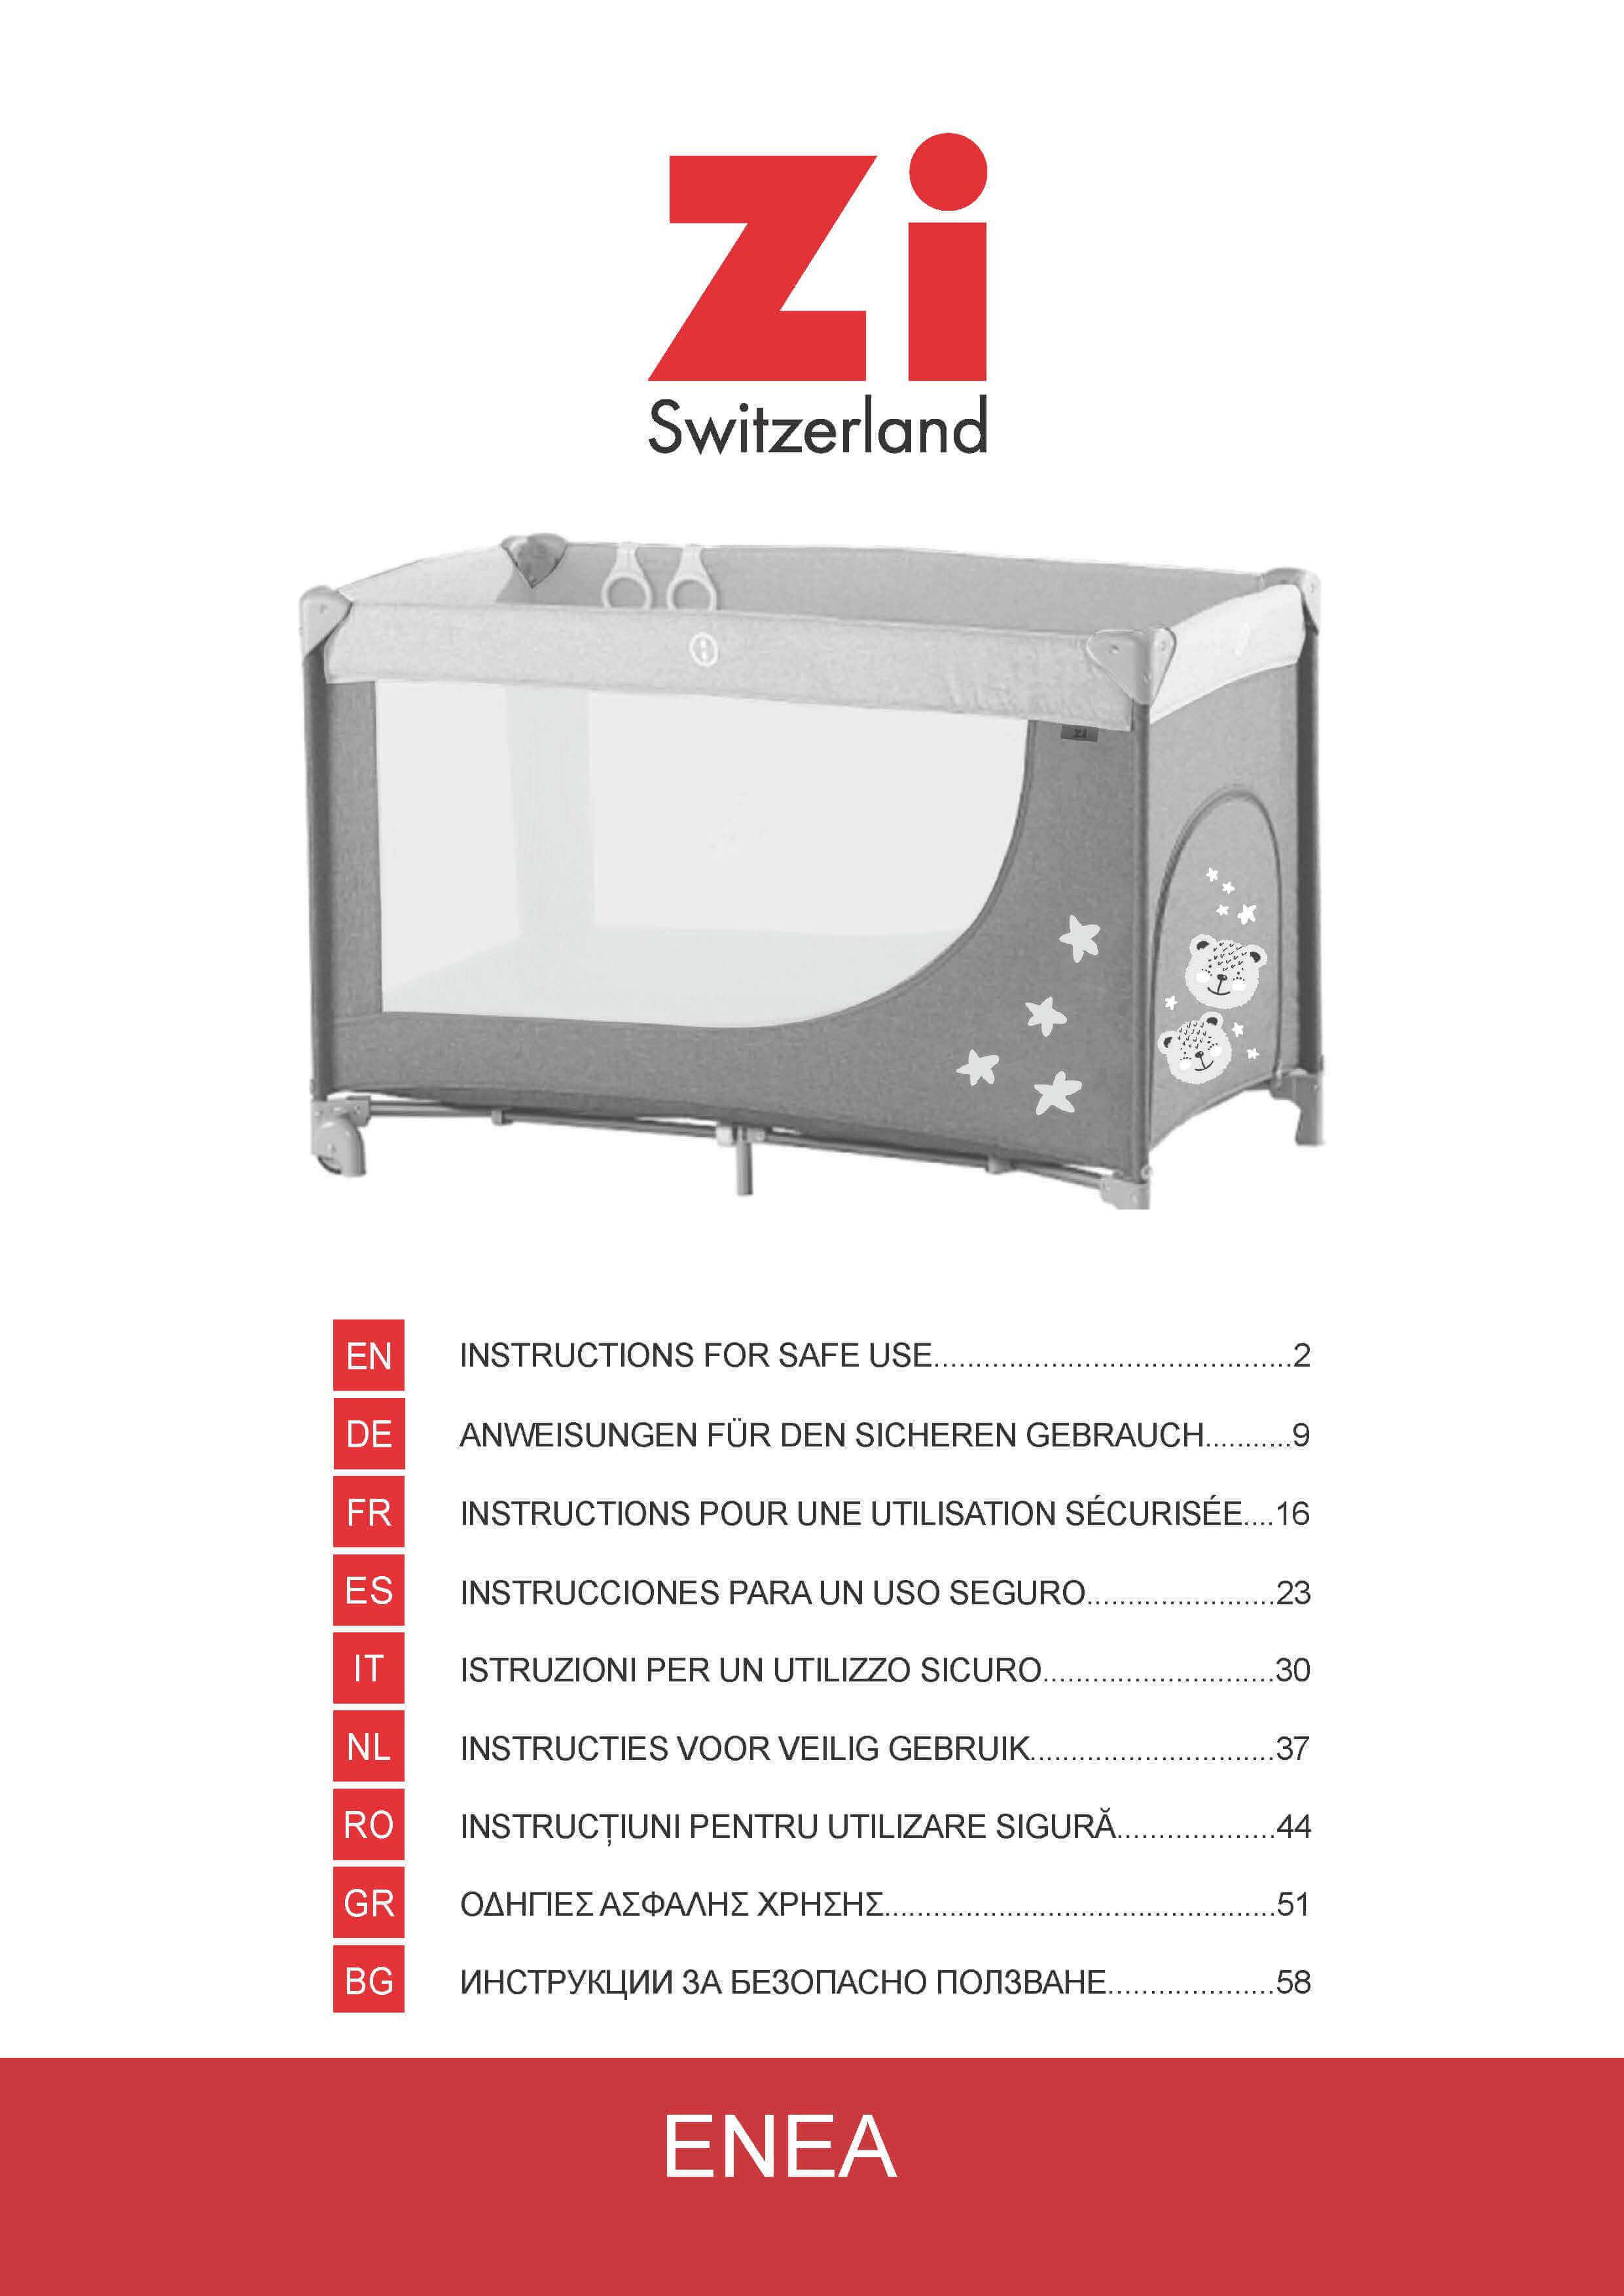 Zi
Switzerland
EN INSTRUCTIONS FOR SAFE USE..........................................2
DE ANWEISUNGEN FÜR DEN SICHEREN GEBRAUCH...........9
FR INSTRUCTIONS POUR UNE UTILISATION SÉCURISÉE....16
ES INSTRUCCIONES PARA UN USO SEGURO.......................23
IT ISTRUZIONI PER UN UTILIZZO SICURO............................30
NL INSTRUCTIES VOOR VEILIG GEBRUIK.............................37
RO INSTRUCȚIUNI PENTRU UTILIZARE SIGURĂ...................44
GR ΟΔΗΓΙΕΣ ΑΣΦΑΛΗΣ ΧΡΗΣΗΣ...............................................51
BG ИНСТРУКЦИИ ЗА БЕЗОПАСНО ПОЛЗВАНЕ....................58
ENEA